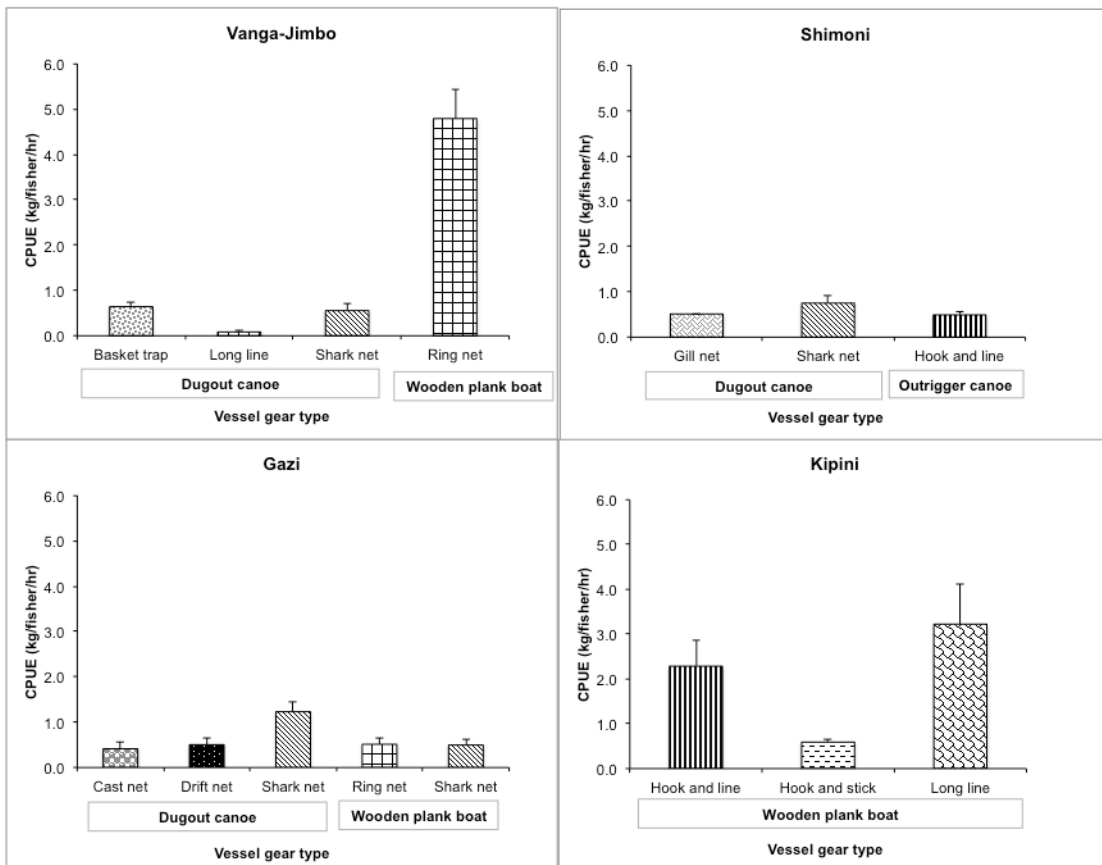 Vanga-Jimbo
CPUE (kg/fisher/hr)
6.0
5.0
4.0
3.0
2.0
1.0
0.0
Basket trap Long line Shark net Ring net
Dugout canoe Wooden plank boat
Vessel gear type
Shimoni
CPUE (kg/fisher/hr)
6.0
5.0
4.0
3.0
2.0
1.0
0.0
Gill net Shark net Hook and line
Dugout canoe Outrigger canoe
Vessel gear type
Gazi
CPUE (kg/fisher/hr)
6.0
5.0
4.0
3.0
2.0
1.0
0.0
Cast net Drift net Shark net Ring net Shark net
Dugout canoe Wooden plank boat
Vessel gear type
Kipini
CPUE (kg/fisher/hr)
6.0
5.0
4.0
3.0
2.0
1.0
0.0
Hook and line Hook and stick Long line
Wooden plank boat
Vessel gear type